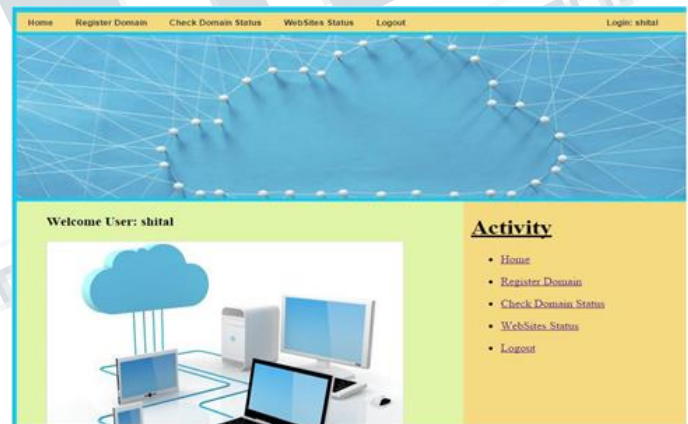 Home Register Domain Check Domain Status WebSites Status Logout Login: shital
Welcome User: shital
Activity
Home
Register Domain
Check Domain Status
WebSites Status
Logout